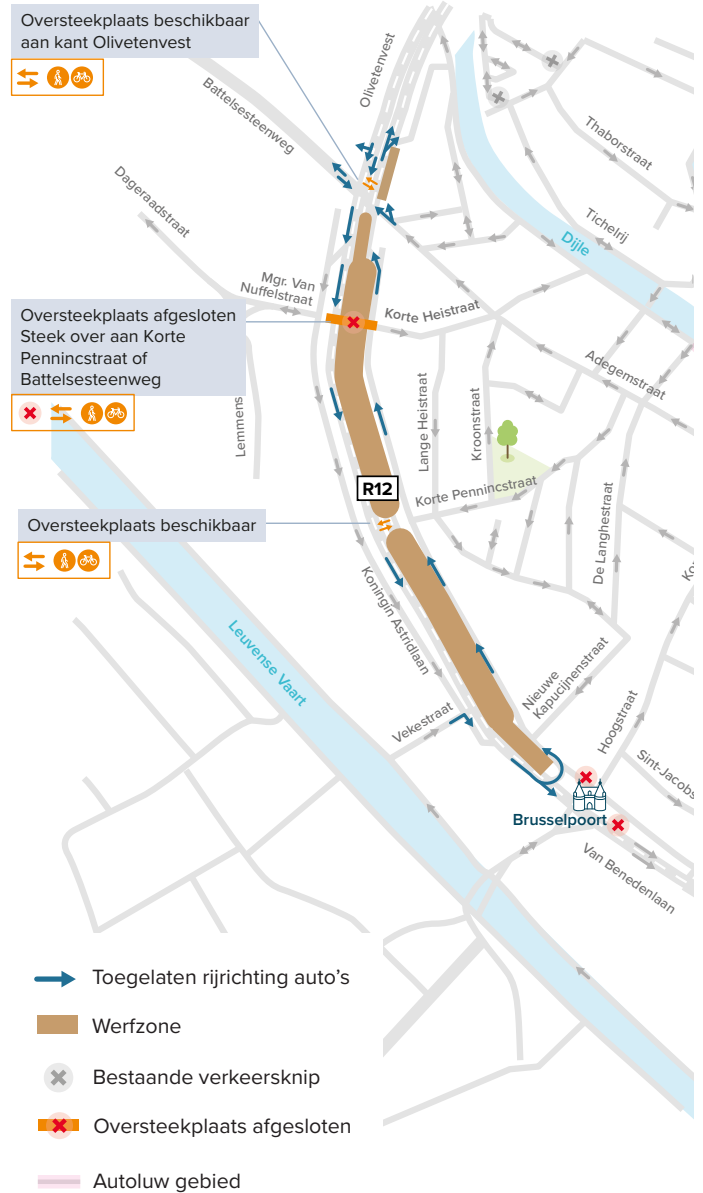 Oversteekplaats beschikbaar
aan kant Olivetenvest
Olivetenvest
Battelsesteenweg
Thaborstraat
Dageraadstraat
Tichelrij
Dijle
Mgr. Van
Nuffelstraat
Oversteekplaats afgesloten
Steek over aan Korte
Pennincstraat of
Battelsesteenweg
Korte Heistraat
Adegemstraat
Lemmens
Lange Heistraat
Kroonstraat
R12
Korte Pennincstraat
Oversteekplaats beschikbaar
De Langhestraat
Ko
Koningin Astridlaan
Leuvense Vaart
Nieuwe
Kapucijnenstraat
Vekestraat
Hoogstraat
Sint-Jacobs
Brusselpoort
Van Benedenlaan
Toegelaten rijrichting auto's
Werfzone
Bestaande verkeersknip
Oversteekplaats afgesloten
Autoluw gebied